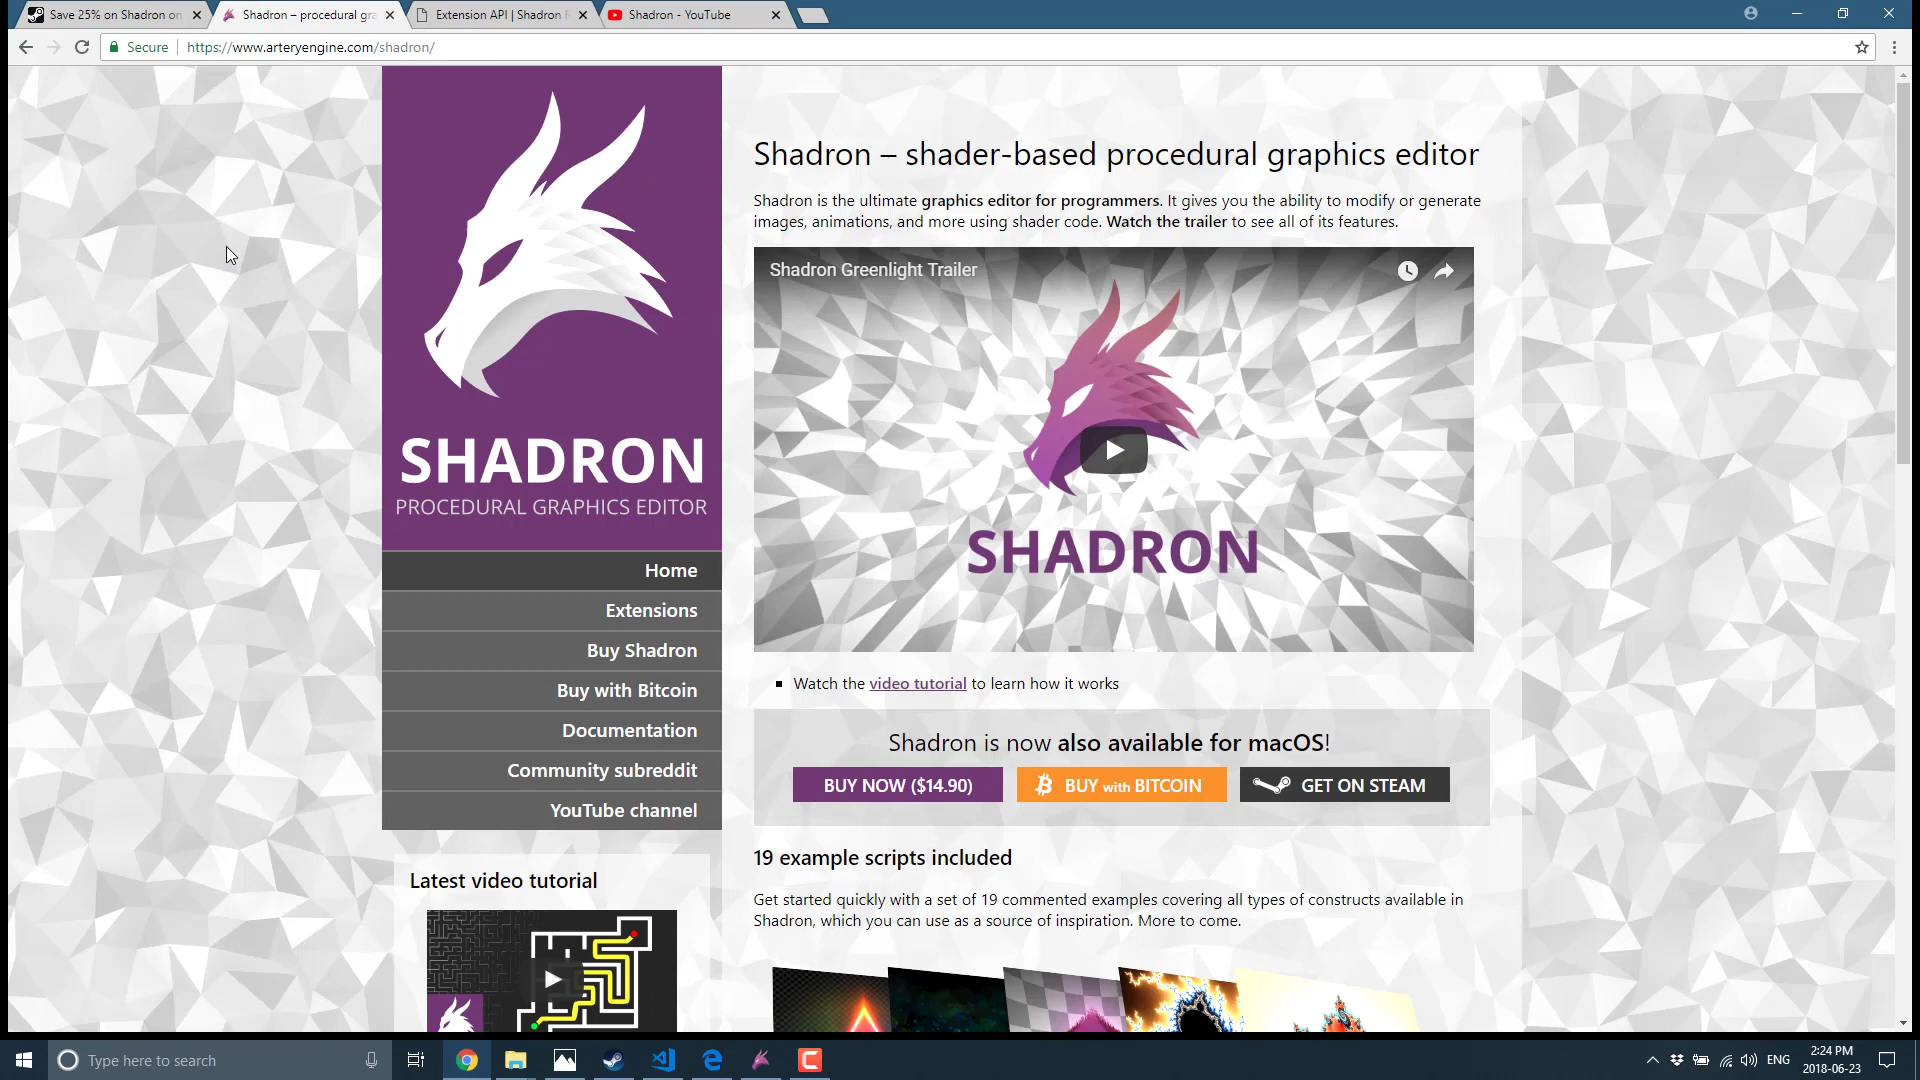 Save 25% on Shadron on
Shadron – procedural gra
Extension API | Shadron
Shadron - YouTube
Secure
https://www.arteryengine.com/shadron/
SHADRON
PROCEDURAL GRAPHICS EDITOR
Home
Extensions
Buy Shadron
Buy with Bitcoin
Documentation
Community subreddit
YouTube channel
Latest video tutorial
Shadron – shader-based procedural graphics editor
Shadron is the ultimate graphics editor for programmers. It gives you the ability to modify or generate
images, animations, and more using shader code. Watch the trailer to see all of its features.
Shadron Greenlight Trailer
SHADRON
Watch the video tutorial to learn how it works
Shadron is now also available for macOS!
BUY NOW ($14.90)
BUY with BITCOIN
GET ON STEAM
19 example scripts included
Get started quickly with a set of 19 commented examples covering all types of constructs available in
Shadron, which you can use as a source of inspiration. More to come.
Type here to search
ENG
2:24 PM
2018-06-23